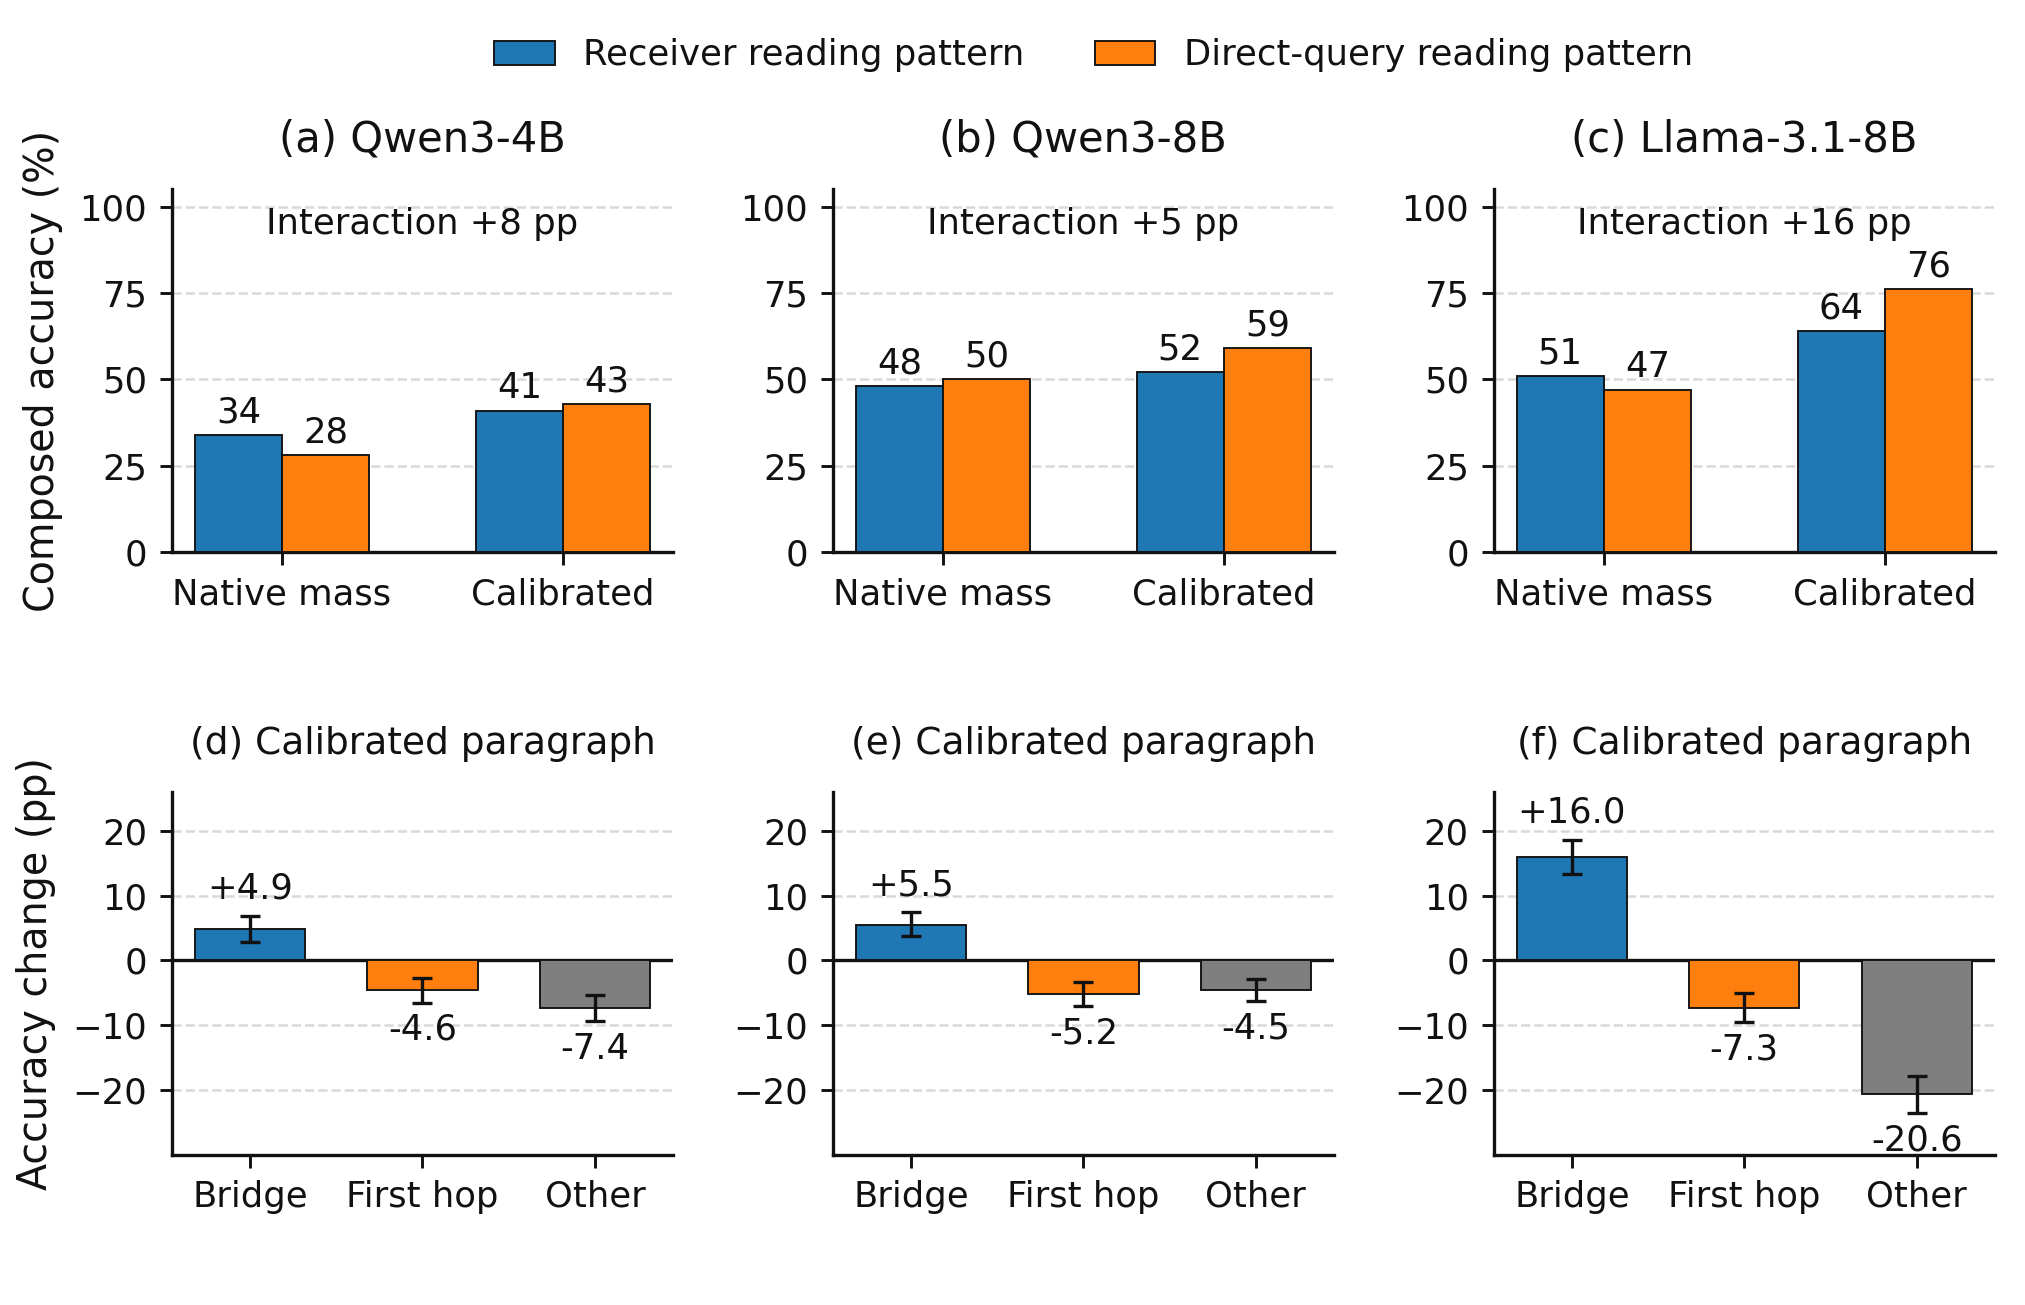 Receiver reading pattern
Direct-query reading pattern
(a) Qwen3-4B
(b) Qwen3-8B
(c) Llama-3.1-8B
Composed accuracy (%)
100
75
50
25
0
Interaction +8 pp
34
28
41
43
Native mass
Calibrated
100
75
50
25
0
Interaction +5 pp
48
50
52
59
Native mass
Calibrated
100
75
50
25
0
Interaction +16 pp
51
47
64
76
Native mass
Calibrated
(d) Calibrated paragraph
(e) Calibrated paragraph
(f) Calibrated paragraph
Accuracy change (pp)
20
10
0
−10
−20
+4.9
-4.6
-7.4
Bridge
First hop
Other
20
10
0
−10
−20
+5.5
-5.2
-4.5
Bridge
First hop
Other
20
10
0
−10
−20
+16.0
-7.3
-20.6
Bridge
First hop
Other